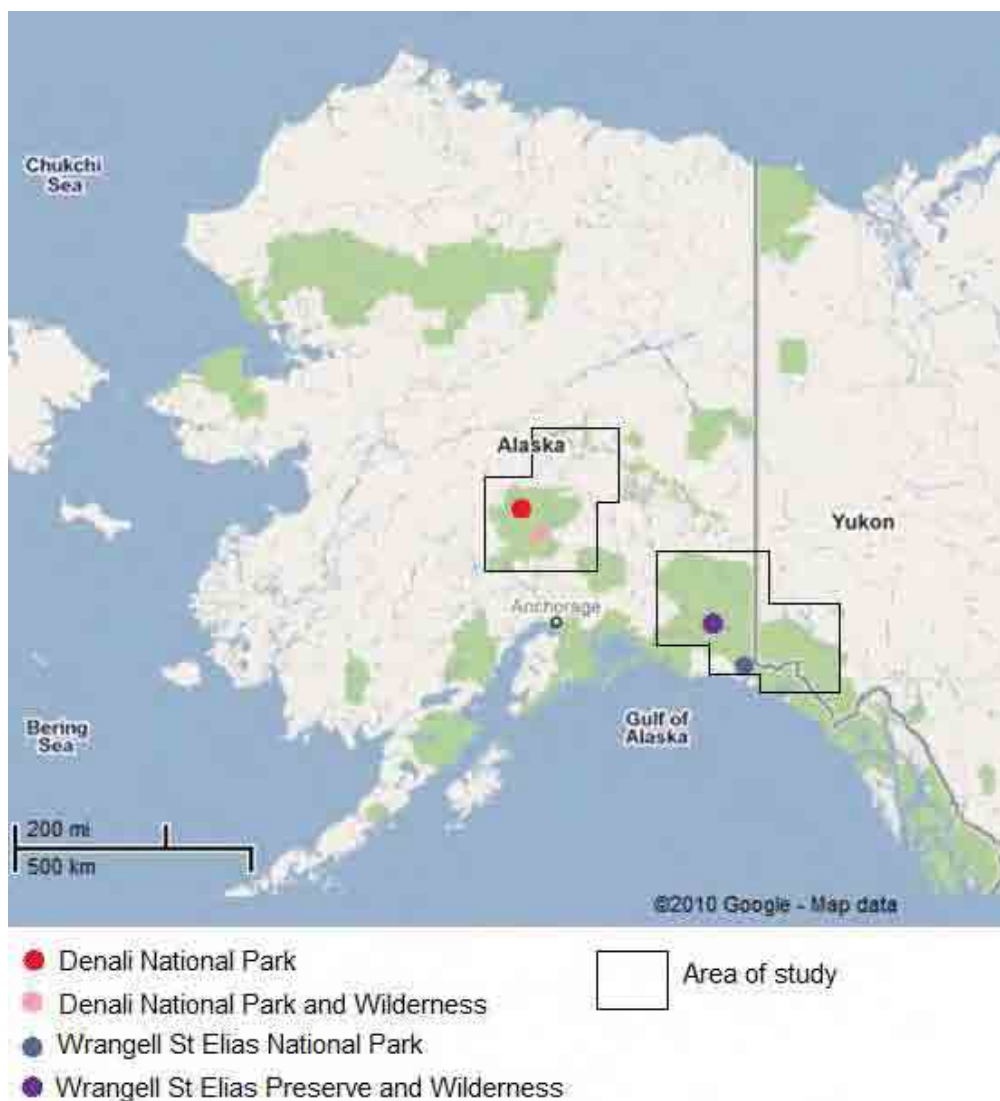 Chukchi
Sea
Alaska
Yukon
Anchorage
Gulf of
Alaska
Bering
Sea
200 mi
500 km
©2010 Google - Map data
Denali National Park
Area of study
Denali National Park and Wilderness
Wrangell St Elias National Park
Wrangell St Elias Preserve and Wilderness